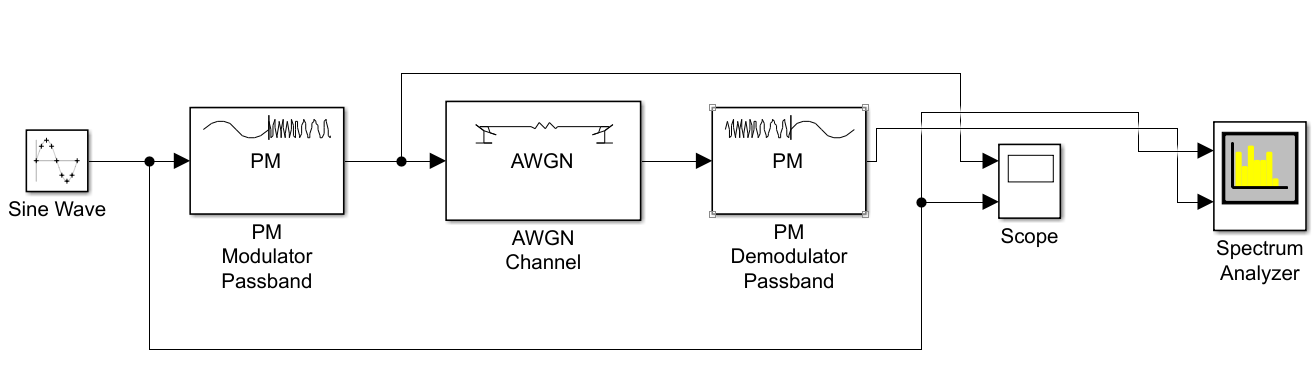 PM
AWGN
PM
Sine Wave
PM
Modulator
Passband
AWGN
Channel
PM
Demodulator
Passband
Scope
Spectrum
Analyzer